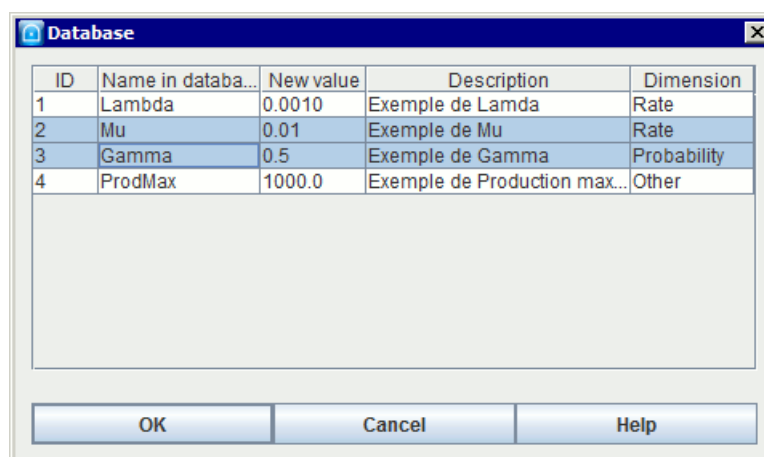 Database
ID Name in databa... New value Description Dimension
1 Lambda 0.0010 Exemple de Lamda Rate
2 Mu 0.01 Exemple de Mu Rate
3 Gamma 0.5 Exemple de Gamma Probability
4 ProdMax 1000.0 Exemple de Production max... Other
OK Cancel Help